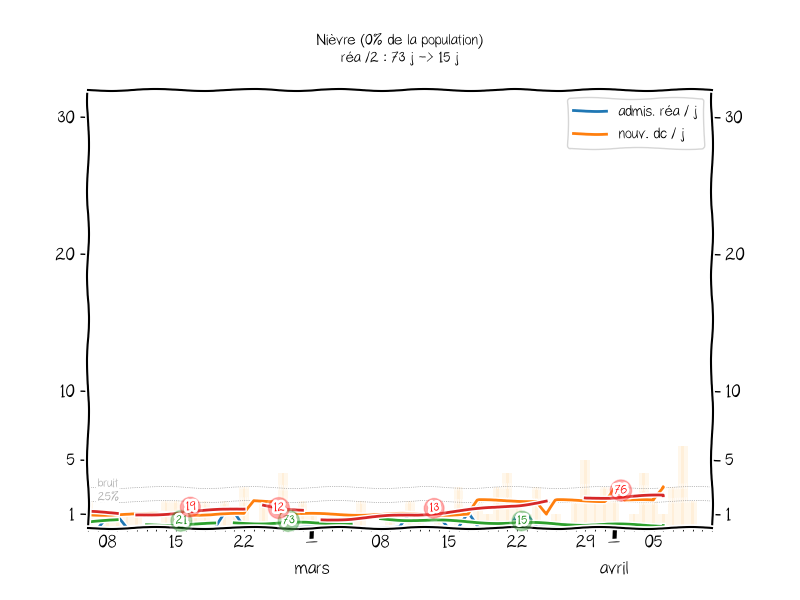 Nièvre (0% de la population)
réa /2 : 73 j -> 15 j
admis. réa / j
nouv. dc / j
30 30
20 20
10 10
5 5
1 1
bruit
25%
19 12 13 76
21 73 15
08 15 22 1 08 15 22 29 1 05
mars avril